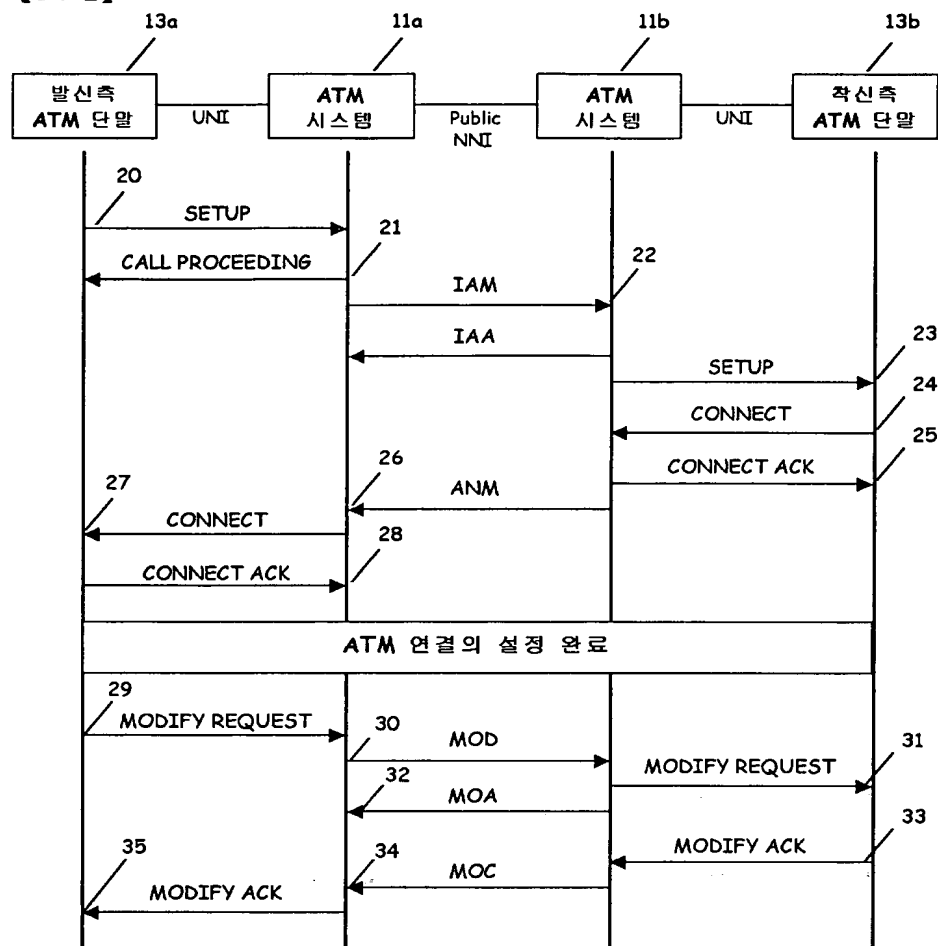 13a
11a
11b
13b
발신측
ATM 단말
UNI
ATM
시스템
Public
NNI
ATM
시스템
UNI
착신측
ATM 단말
20
SETUP
21
CALL PROCEEDING
22
IAM
IAA
23
SETUP
24
CONNECT
25
CONNECT ACK
26
ANM
27
CONNECT
28
CONNECT ACK
ATM 연결의 설정 완료
29
MODIFY REQUEST
30
MOD
31
MODIFY REQUEST
32
MOA
33
MODIFY ACK
34
MOC
35
MODIFY ACK